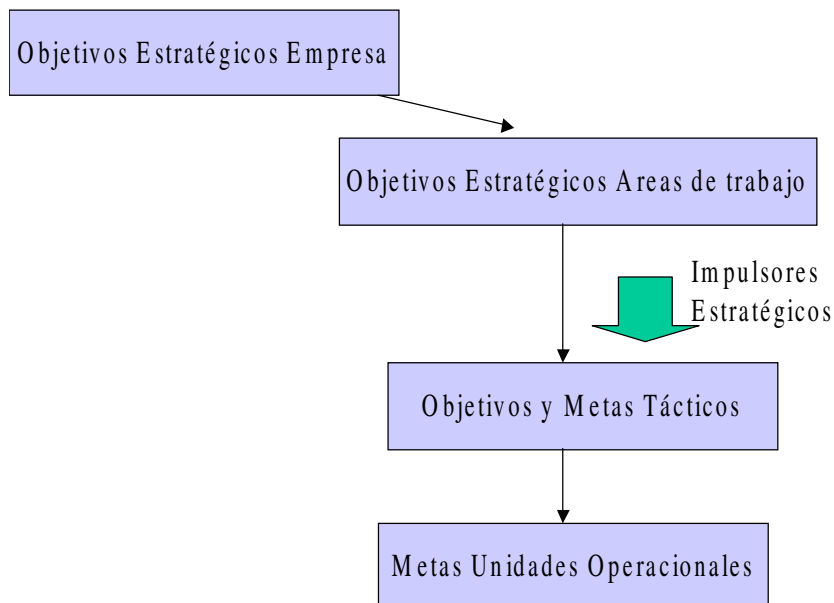 Objetivos Estratégicos Empresa
Objetivos Estratégicos Areas de trabajo
Impulsores
Estratégicos
Objetivos y Metas Tácticos
Metas Unidades Operacionales